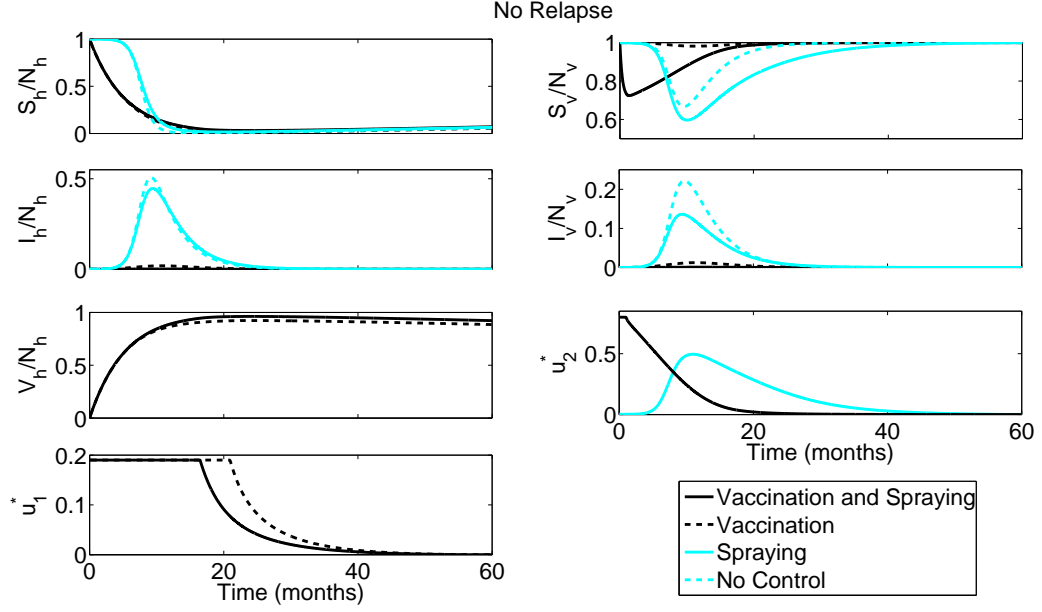 No Relapse
1
0.5
0
S_h/N_h
1
0.8
0.6
S_v/N_v
0.5
0
I_h/N_h
0.2
0.1
0
I_v/N_v
1
0.5
0
V_h/N_h
0.5
0
u_2^*
0 20 40 60
Time (months)
0.2
0.1
0
u_1^*
0 20 40 60
Time (months)
Vaccination and Spraying
Vaccination
Spraying
No Control